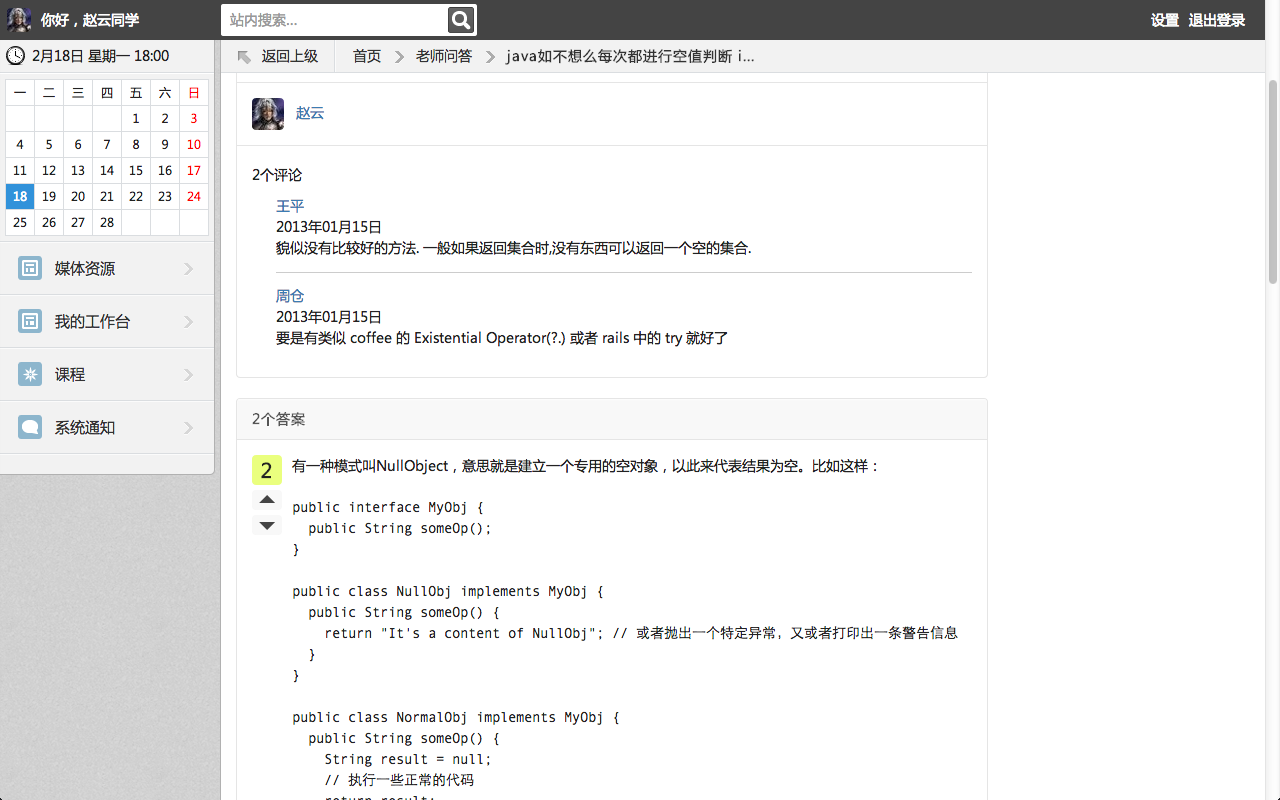 你好，赵云同学
站内搜索...
设置 退出登录
2月18日 星期一 18:00
返回上级
首页
老师问答
java如不想么每次都进行空值判断 i...
一 二 三 四 五 六 日
1 2 3
4 5 6 7 8 9 10
11 12 13 14 15 16 17
18 19 20 21 22 23 24
25 26 27 28
媒体资源
我的工作台
课程
系统通知
赵云
2个评论
王平
2013年01月15日
貌似没有比较好的方法. 一般如果返回集合时,没有东西可以返回一个空的集合.
周仓
2013年01月15日
要是有类似 coffee 的 Existential Operator(?.) 或者 rails 中的 try 就好了
2个答案
2
有一种模式叫NullObject，意思就是建立一个专用的空对象，以此来代表结果为空。比如这样：
public interface MyObj {
public String someOp();
}
public class NullObj implements MyObj {
public String someOp() {
return "It's a content of NullObj"; // 或者抛出一个特定异常，又或者打印出一条警告信息
}
}
public class NormalObj implements MyObj {
public String someOp() {
String result = null;
// 执行一些正常的代码
return result;